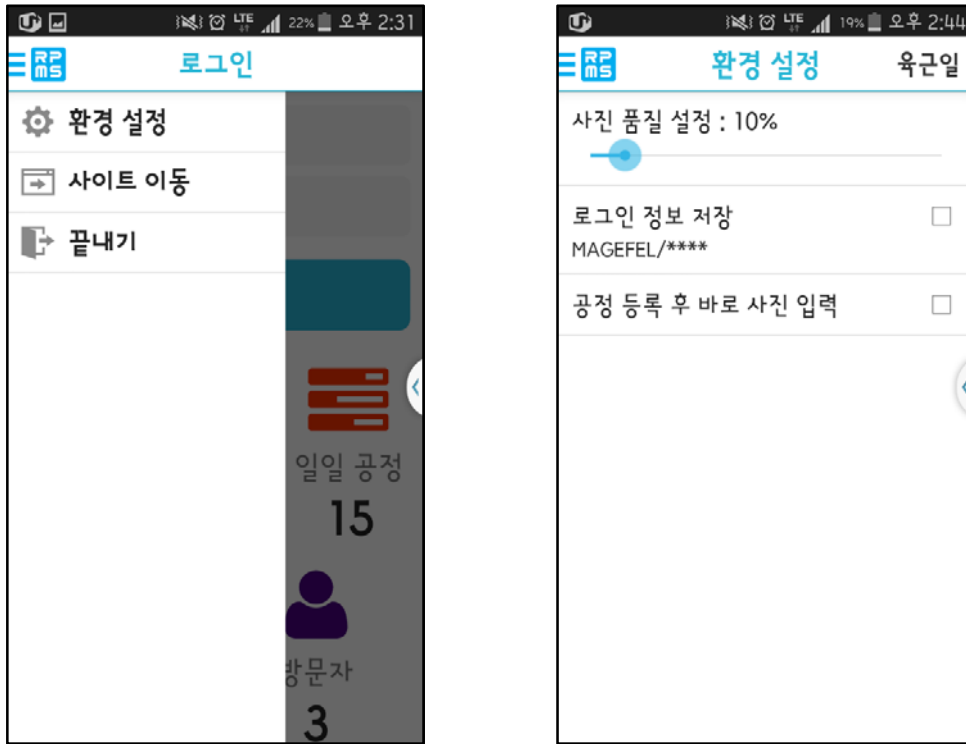 LTE 22% 오후 2:31
RP
MS
로그인
환경 설정
사이트 이동
끝내기
일일 공정
15
방문자
3
LTE 19% 오후 2:44
RP
MS
환경 설정
육근일
사진 품질 설정 : 10%
로그인 정보 저장
MAGEFEL/****
공정 등록 후 바로 사진 입력